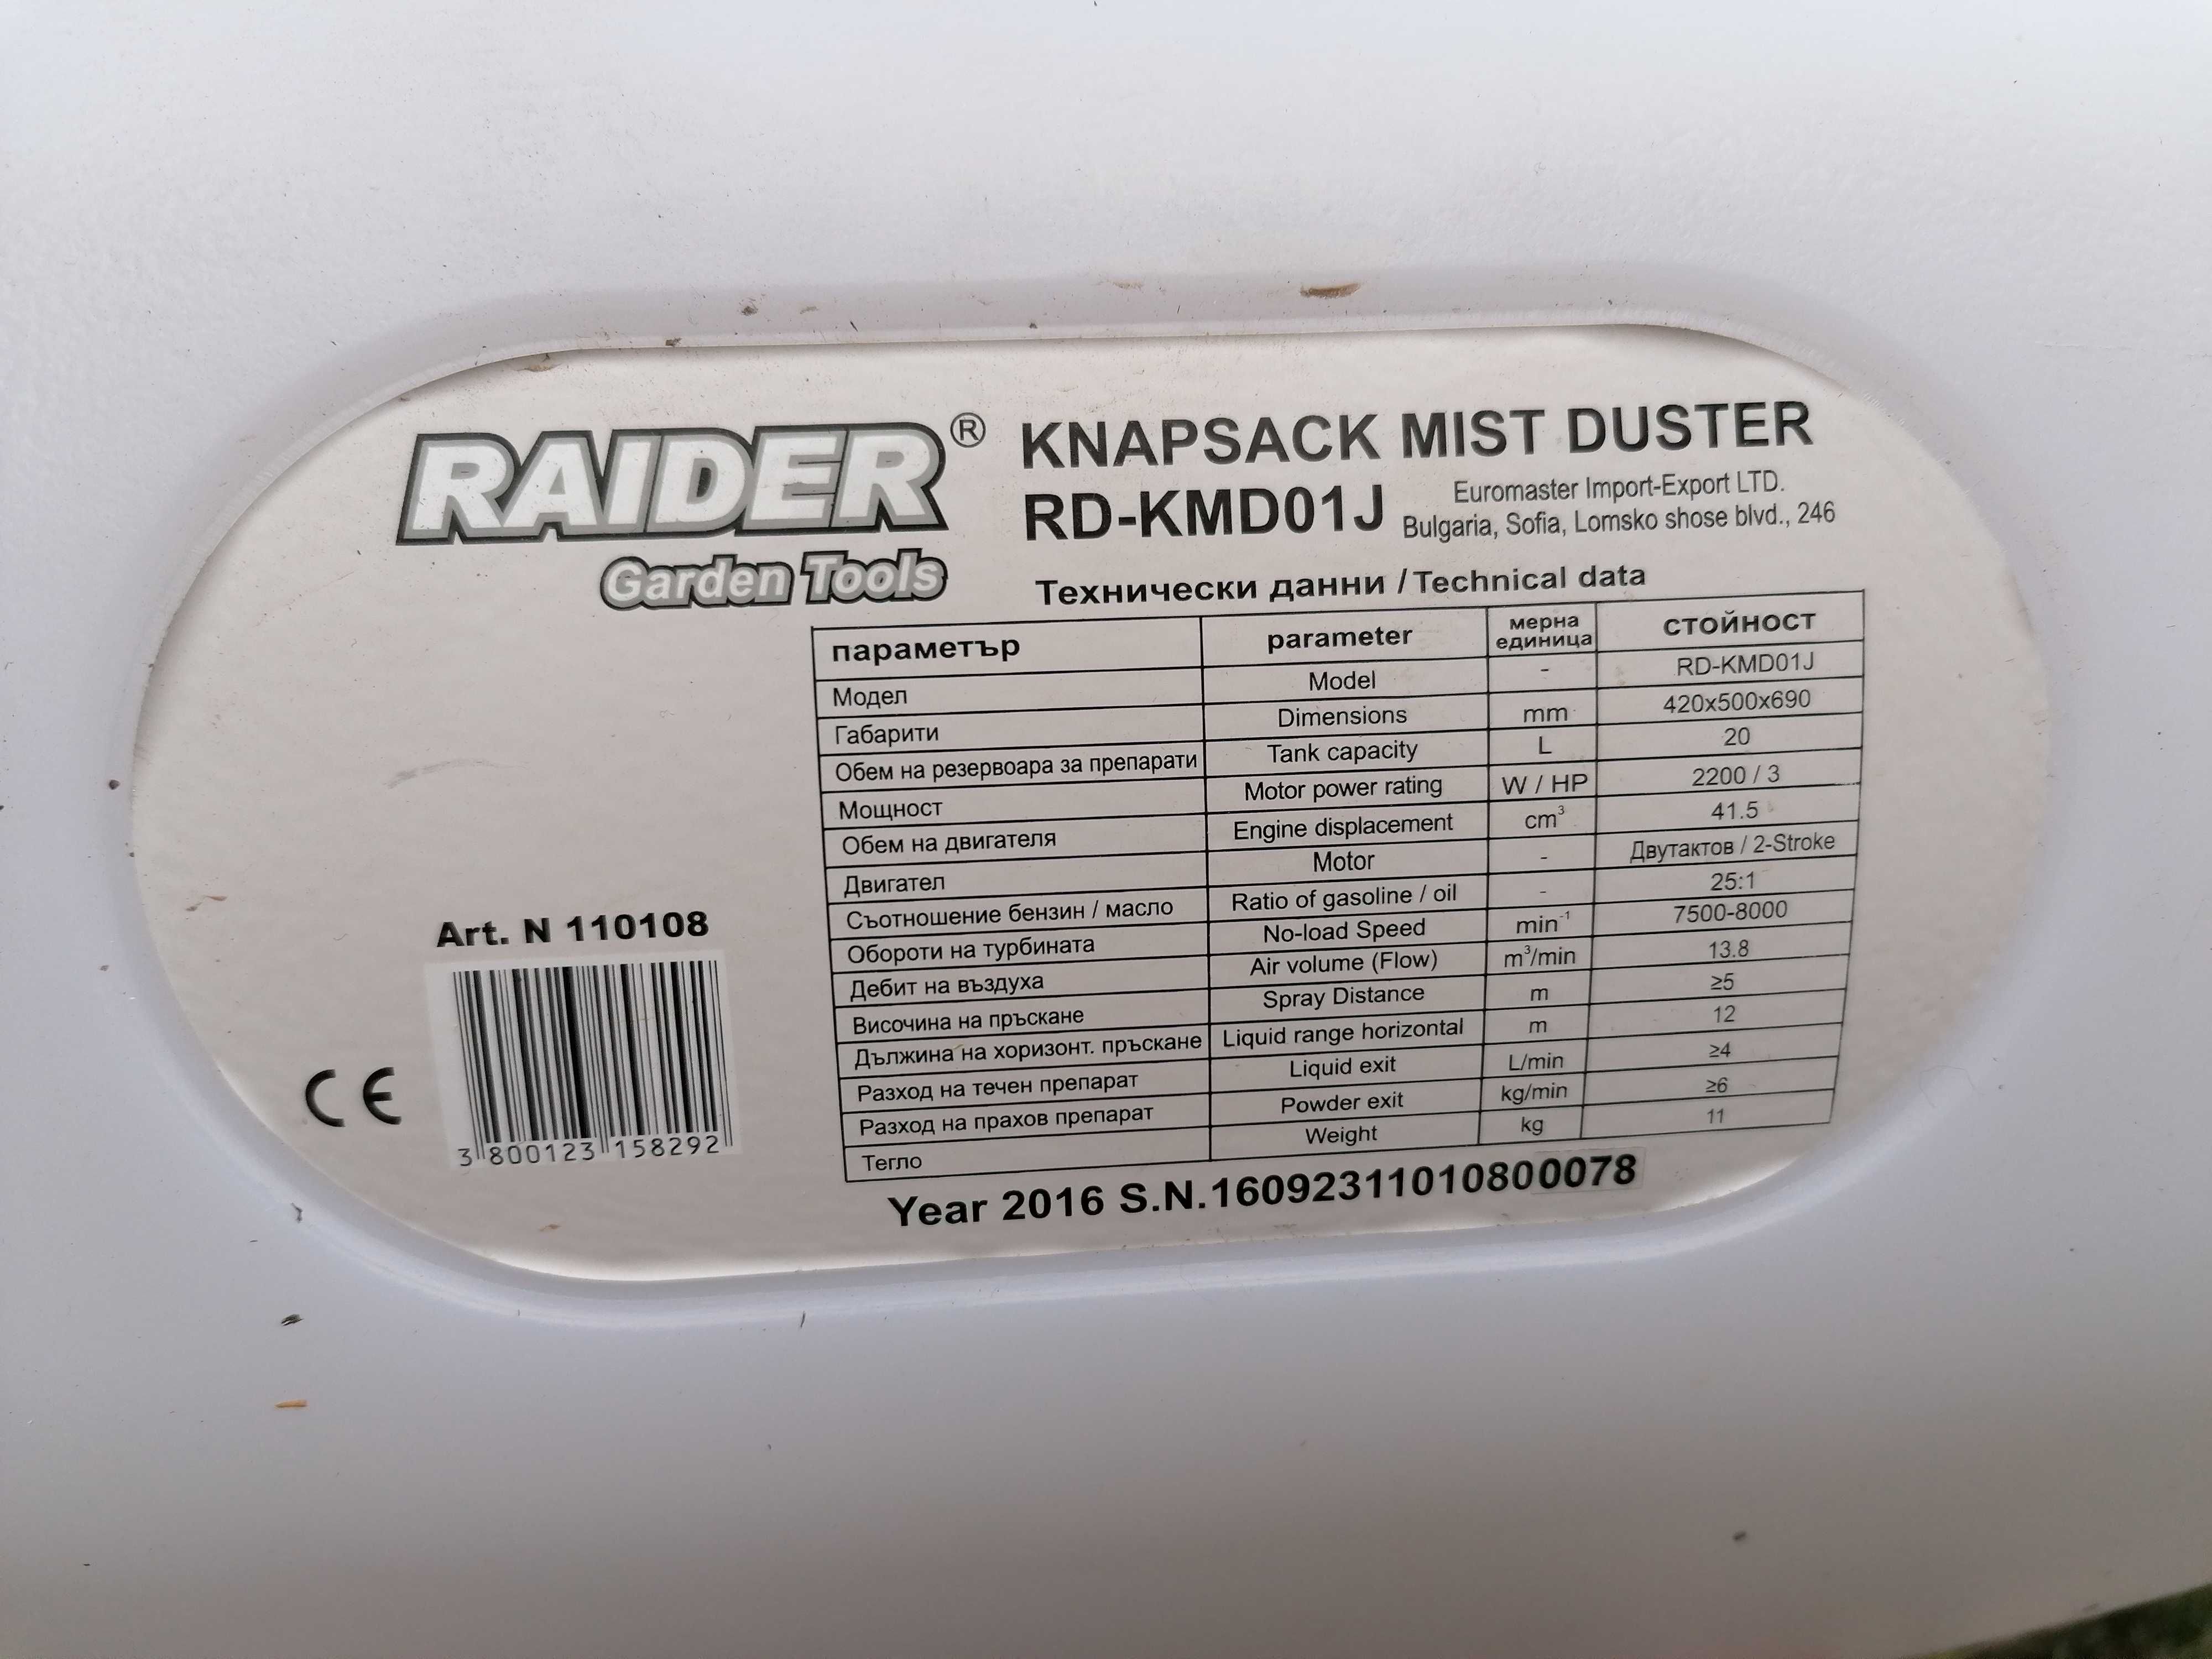 RAIDER®
Garden Tools
KNAPSACK MIST DUSTER
RD-KMD01J
Euromaster Import-Export LTD.
Bulgaria, Sofia, Lomsko shose blvd., 246
Технически данни / Technical data
параметър parameter мерна единица стойност
Модел Model - RD-KMD01J
Габарити Dimensions mm 420x500x690
Обем на резервоара за препарати Tank capacity L 20
Мощност Motor power rating W / HP 2200 / 3
Обем на двигателя Engine displacement cm³ 41.5
Двигател Motor - Двутактов / 2-Stroke
Съотношение бензин / масло Ratio of gasoline / oil - 25:1
Обороти на турбината No-load Speed min⁻¹ 7500-8000
Дебит на въздуха Air volume (Flow) m³/min 13.8
Височина на пръскане Spray Distance m ≥5
Дължина на хоризонт. пръскане Liquid range horizontal m 12
Разход на течен препарат Liquid exit L/min ≥4
Разход на прахов препарат Powder exit kg/min ≥6
Тегло Weight kg 11
Year 2016 S.N.16092311010800078
Art. N 110108
3 800123 158292
CE